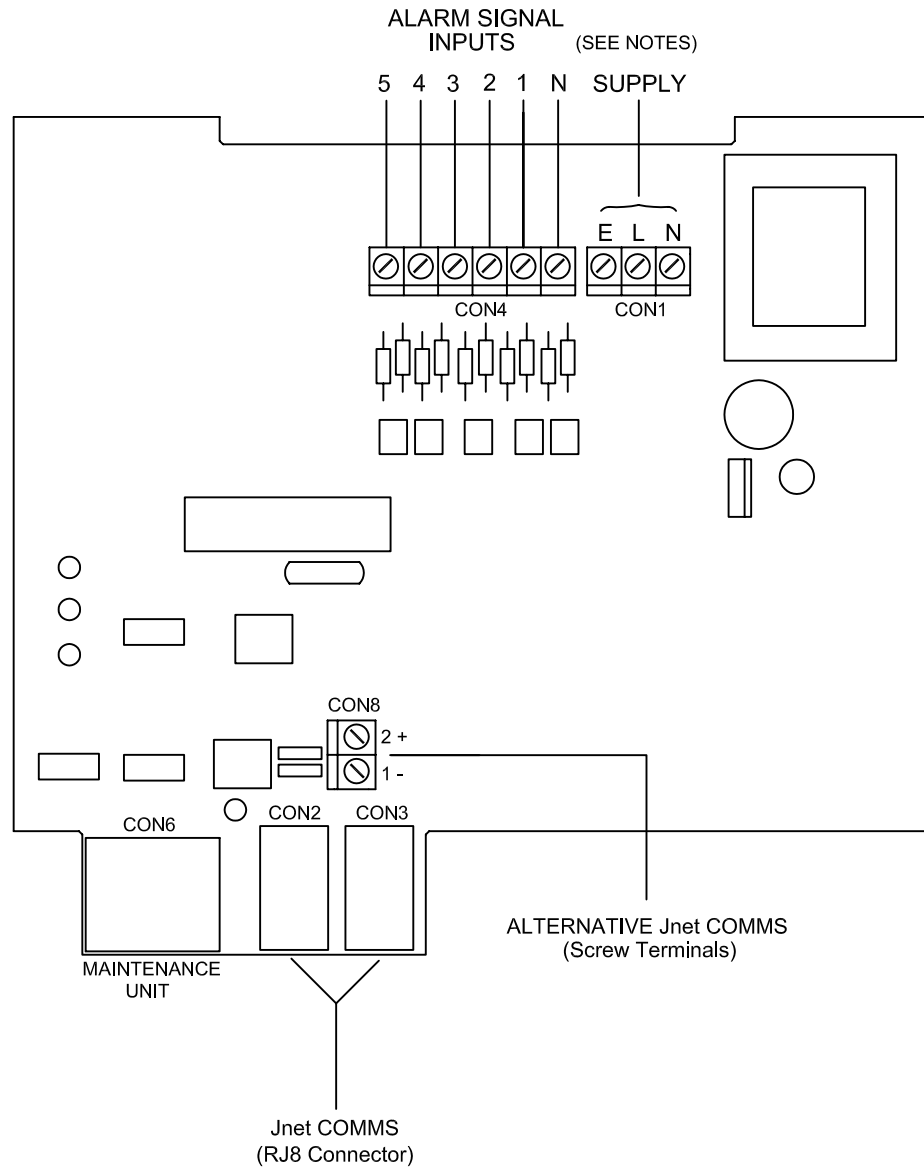 ALARM SIGNAL
INPUTS
(SEE NOTES)
5 4 3 2 1 N
SUPPLY
E L N
CON4
CON1
CON8
2 +
1 -
CON6
CON2
CON3
MAINTENANCE
UNIT
ALTERNATIVE Jnet COMMS
(Screw Terminals)
Jnet COMMS
(RJ8 Connector)